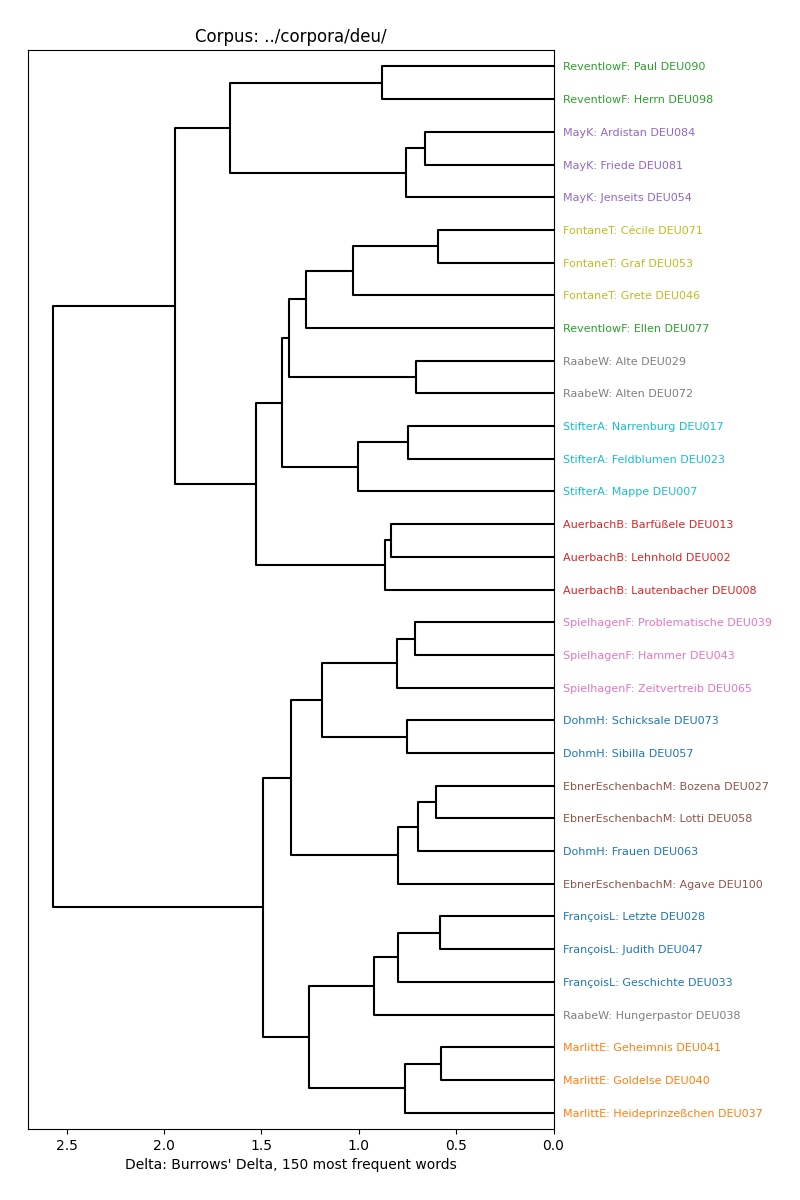 Corpus: ../corpora/deu/
ReventlowF: Paul DEU090
ReventlowF: Herrn DEU098
MayK: Ardistan DEU084
MayK: Friede DEU081
MayK: Jenseits DEU054
FontaneT: Cécile DEU071
FontaneT: Graf DEU053
FontaneT: Grete DEU046
ReventlowF: Ellen DEU077
RaabeW: Alte DEU029
RaabeW: Alten DEU072
StifterA: Narrenburg DEU017
StifterA: Feldblumen DEU023
StifterA: Mappe DEU007
AuerbachB: Barfüßele DEU013
AuerbachB: Lehnhold DEU002
AuerbachB: Lautenbacher DEU008
SpielhagenF: Problematische DEU039
SpielhagenF: Hammer DEU043
SpielhagenF: Zeitvertreib DEU065
DohmH: Schicksale DEU073
DohmH: Sibilla DEU057
EbnerEschenbachM: Bozena DEU027
EbnerEschenbachM: Lotti DEU058
DohmH: Frauen DEU063
EbnerEschenbachM: Agave DEU100
FrançoisL: Letzte DEU028
FrançoisL: Judith DEU047
FrançoisL: Geschichte DEU033
RaabeW: Hungerpastor DEU038
MarlittE: Geheimnis DEU041
MarlittE: Goldelse DEU040
MarlittE: Heideprinzeßchen DEU037
2.5 2.0 1.5 1.0 0.5 0.0
Delta: Burrows' Delta, 150 most frequent words